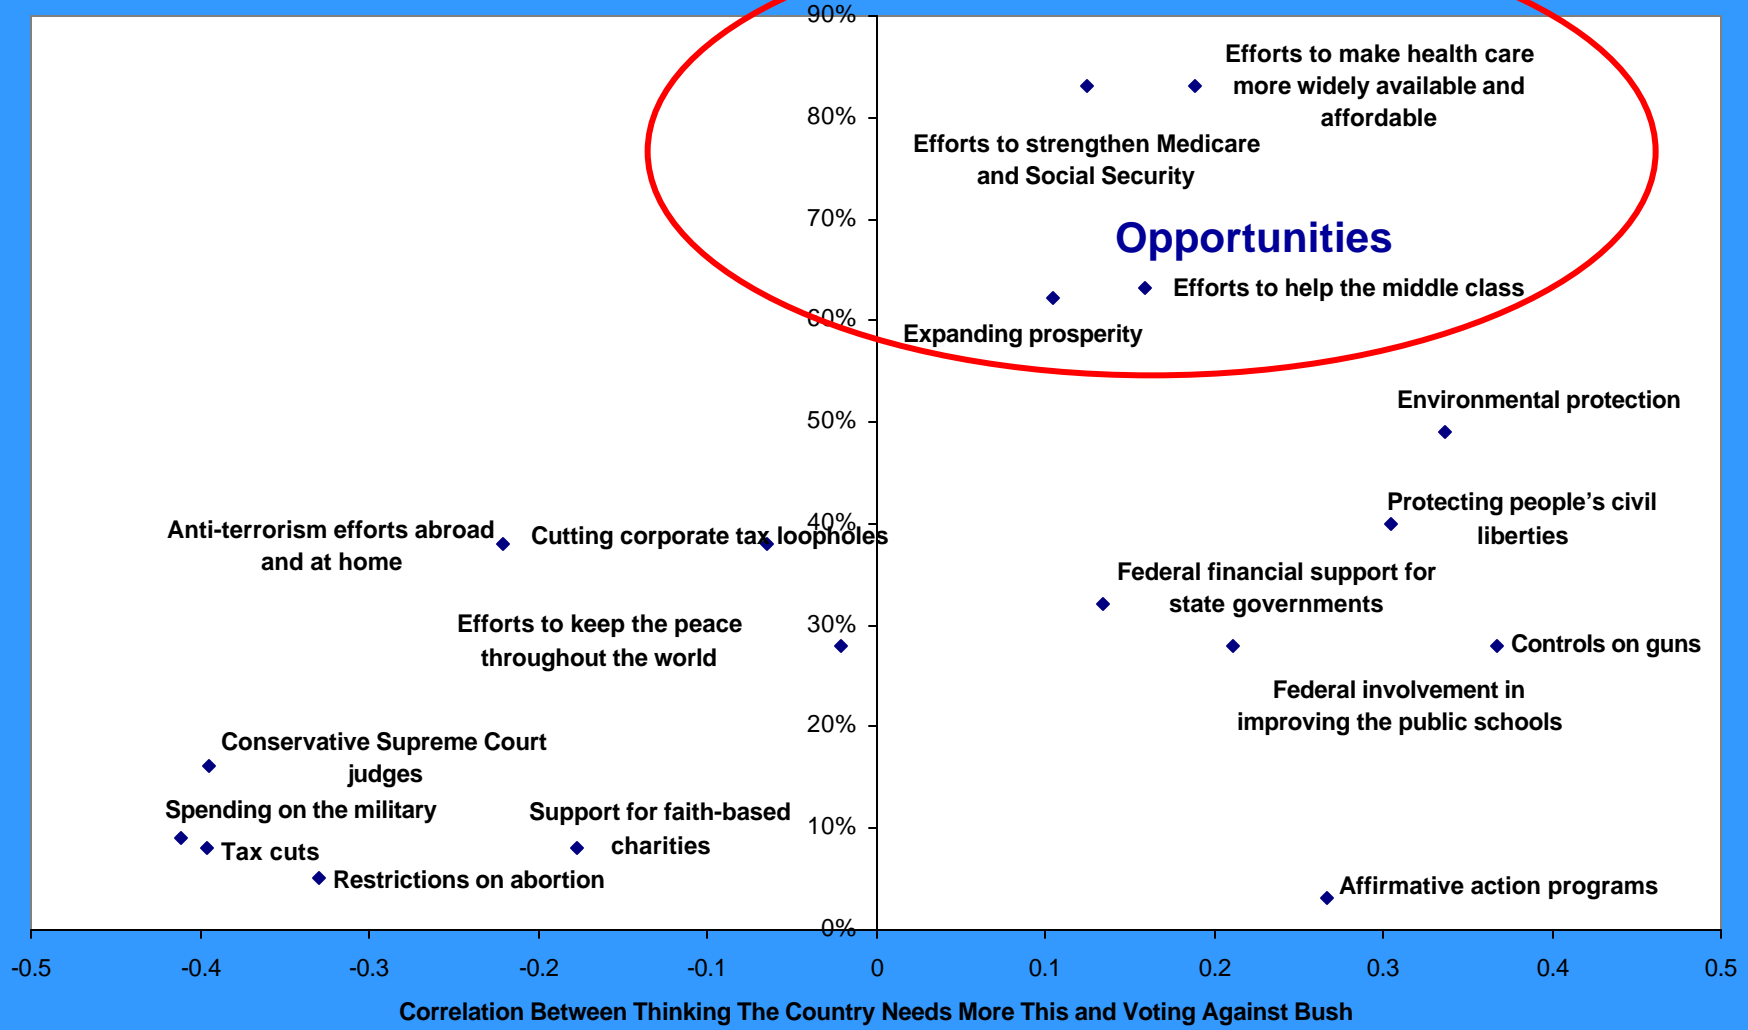 90%
Efforts to make health care
more widely available and
affordable
80%
Efforts to strengthen Medicare
and Social Security
70%
Opportunities
Efforts to help the middle class
60%
Expanding prosperity
Environmental protection
50%
Protecting people’s civil
liberties
40%
Anti-terrorism efforts abroad
and at home
Cutting corporate tax loopholes
Federal financial support for
state governments
30%
Efforts to keep the peace
throughout the world
Controls on guns
Federal involvement in
improving the public schools
20%
Conservative Supreme Court
judges
Spending on the military
Support for faith-based
charities
10%
Tax cuts
Restrictions on abortion
Affirmative action programs
0%
-0.5 -0.4 -0.3 -0.2 -0.1 0 0.1 0.2 0.3 0.4 0.5
Correlation Between Thinking The Country Needs More This and Voting Against Bush